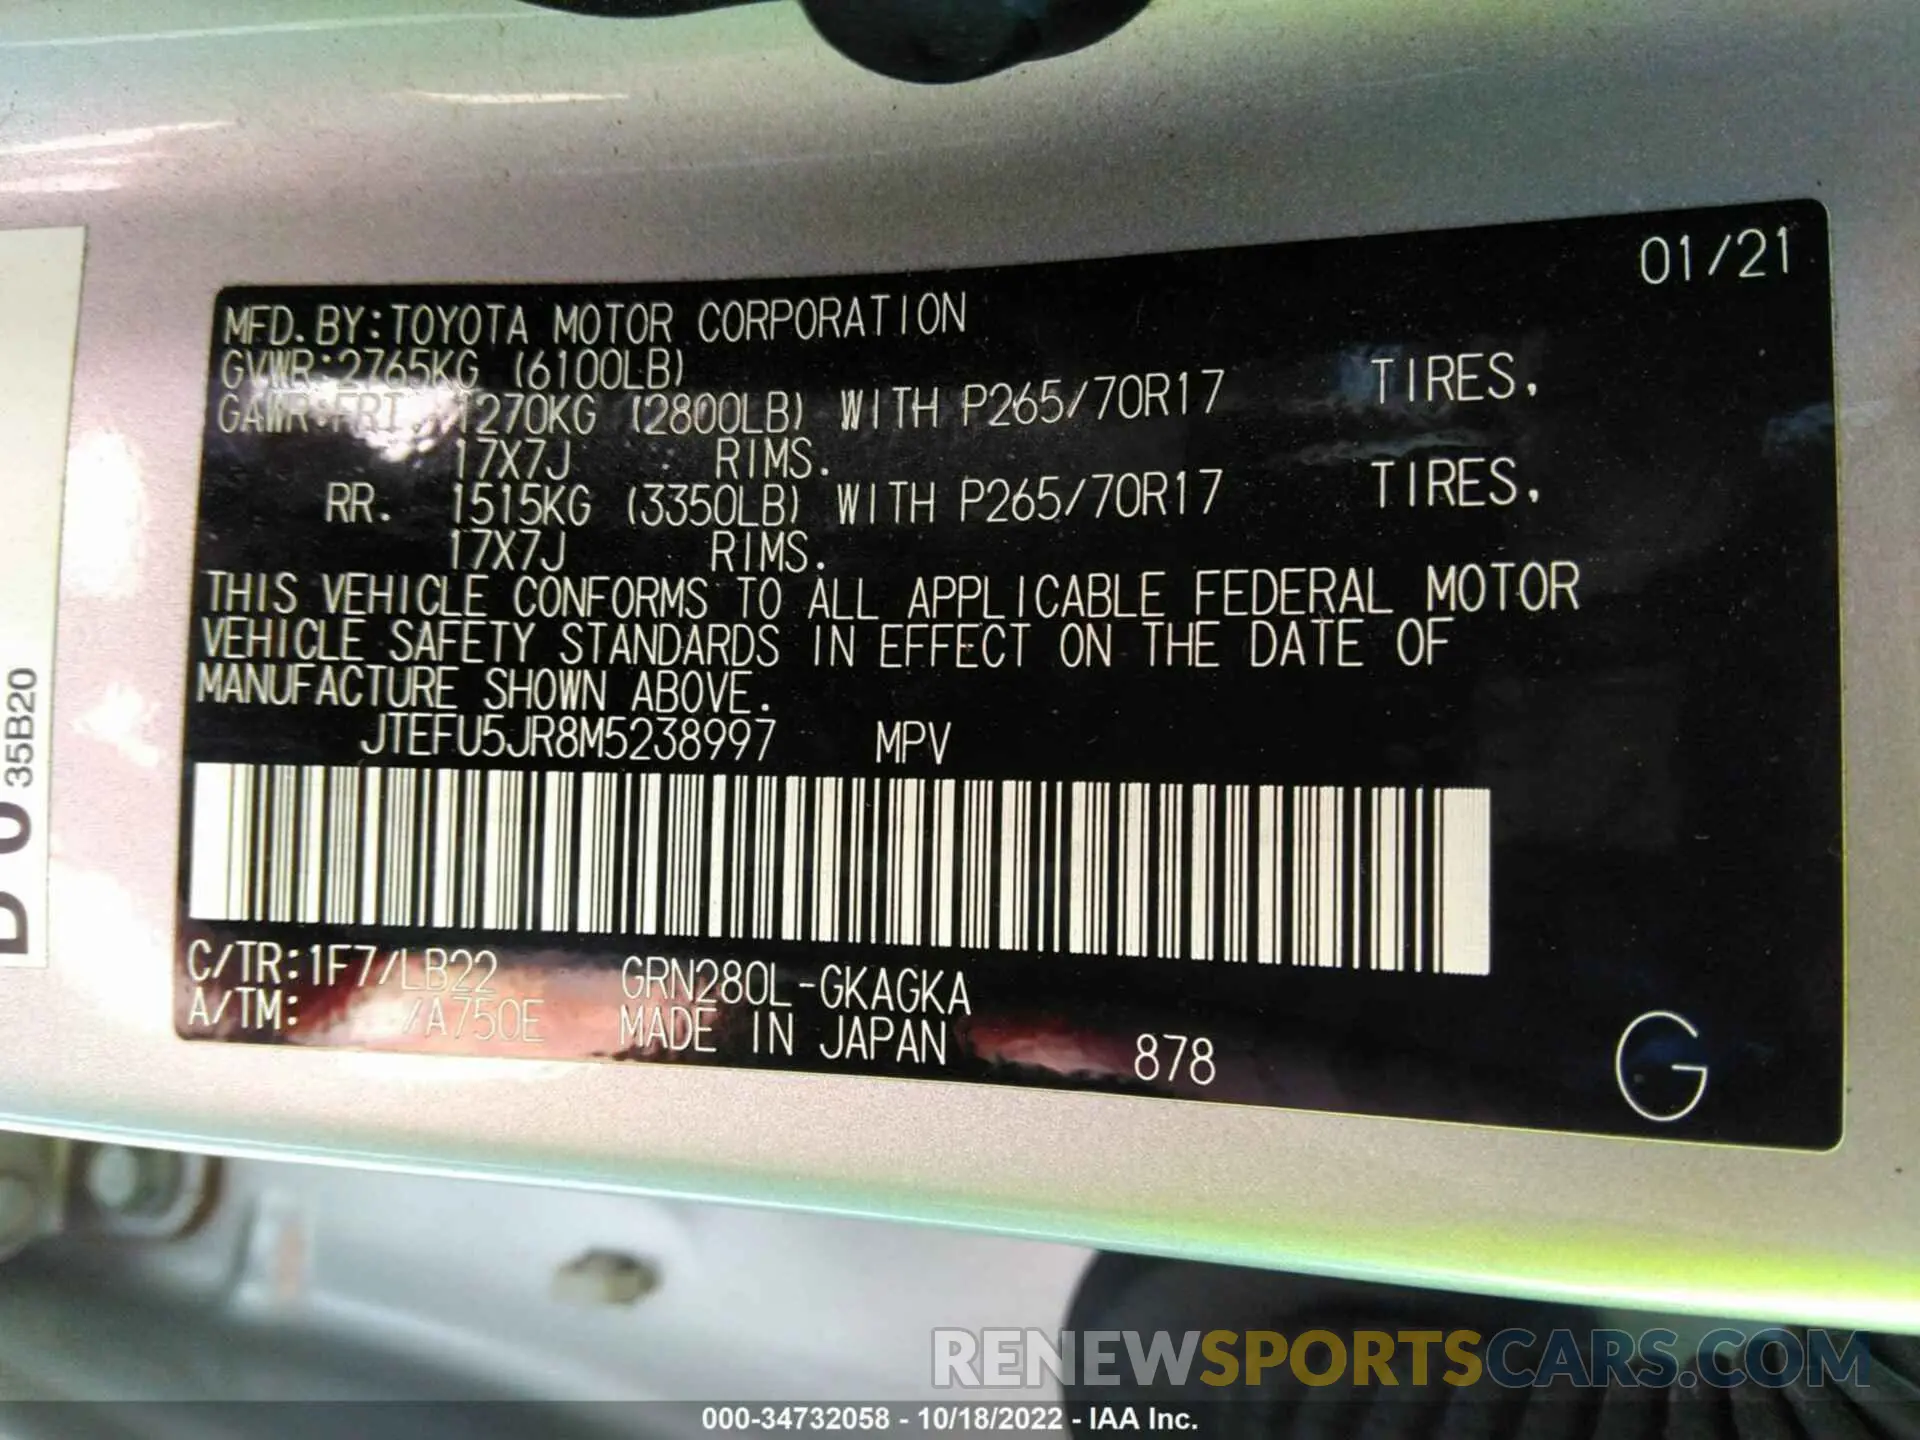 01/21
MFD. BY:TOYOTA MOTOR CORPORATION
GVWR:2765KG (6100LB)
GAWR:FRT. 1270KG (2800LB) WITH P265/70R17 TIRES,
17X7J RIMS.
RR. 1515KG (3350LB) WITH P265/70R17 TIRES,
17X7J RIMS.
THIS VEHICLE CONFORMS TO ALL APPLICABLE FEDERAL MOTOR
VEHICLE SAFETY STANDARDS IN EFFECT ON THE DATE OF
MANUFACTURE SHOWN ABOVE.
JTEFU5JR8M5238997 MPV
C/TR:1F7/LB22 GRN280L-GKAGKA
A/TM: /A750E MADE IN JAPAN 878
G
35B20
RENEWSPORTSCARS.COM
000-34732058 - 10/18/2022 - IAA Inc.